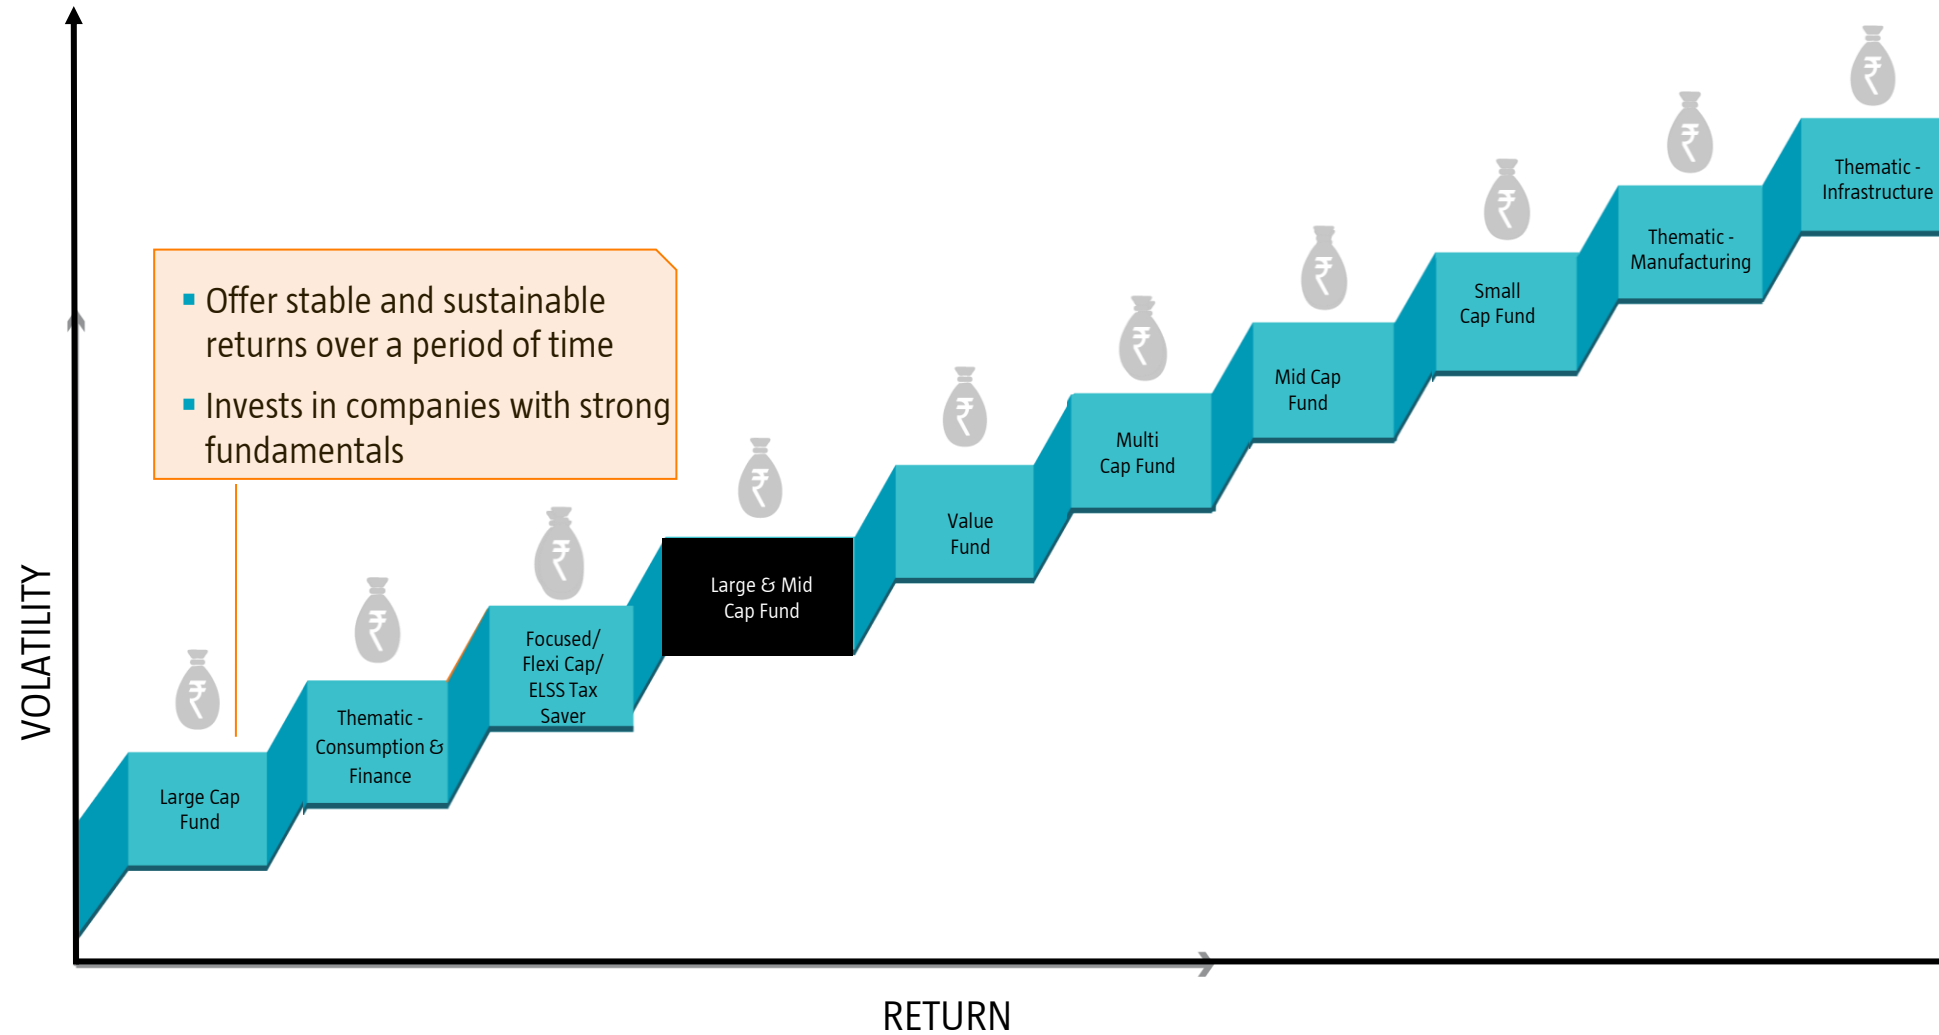 ▪ Offer stable and sustainable
returns over a period of time
▪ Invests in companies with strong
fundamentals
VOLATILITY
RETURN
Large Cap
Fund
Thematic -
Consumption &
Finance
Focused/
Flexi Cap/
ELSS Tax
Saver
Large & Mid
Cap Fund
Value
Fund
Multi
Cap Fund
Mid Cap
Fund
Small
Cap Fund
Thematic -
Manufacturing
Thematic -
Infrastructure
₹
₹
₹
₹
₹
₹
₹
₹
₹
₹